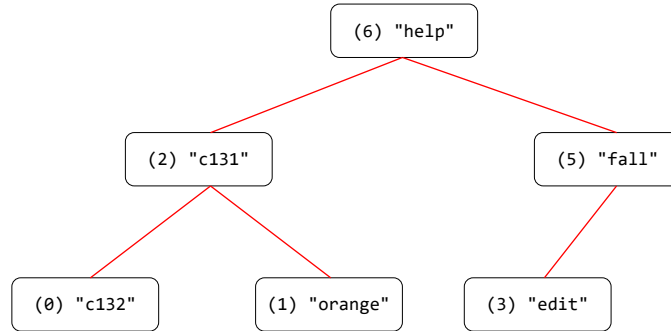 (6) "help"
(2) "c131"
(5) "fall"
(0) "c132"
(1) "orange"
(3) "edit"